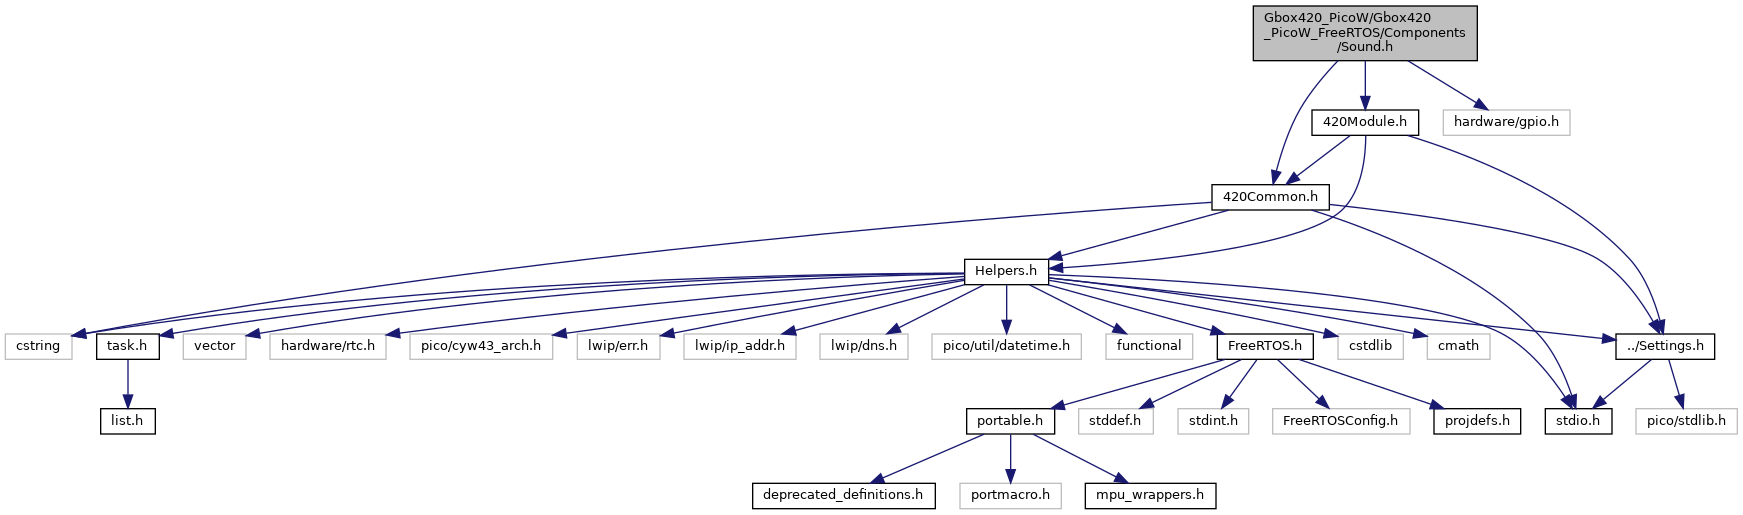 Gbox420_PicoW/Gbox420
_PicoW_FreeRTOS/Components
/Sound.h
420Module.h
hardware/gpio.h
420Common.h
Helpers.h
cstring
task.h
vector
hardware/rtc.h
pico/cyw43_arch.h
lwip/err.h
lwip/ip_addr.h
lwip/dns.h
pico/util/datetime.h
functional
FreeRTOS.h
cstdlib
cmath
../Settings.h
list.h
portable.h
stddef.h
stdint.h
FreeRTOSConfig.h
projdefs.h
stdio.h
pico/stdlib.h
deprecated_definitions.h
portmacro.h
mpu_wrappers.h